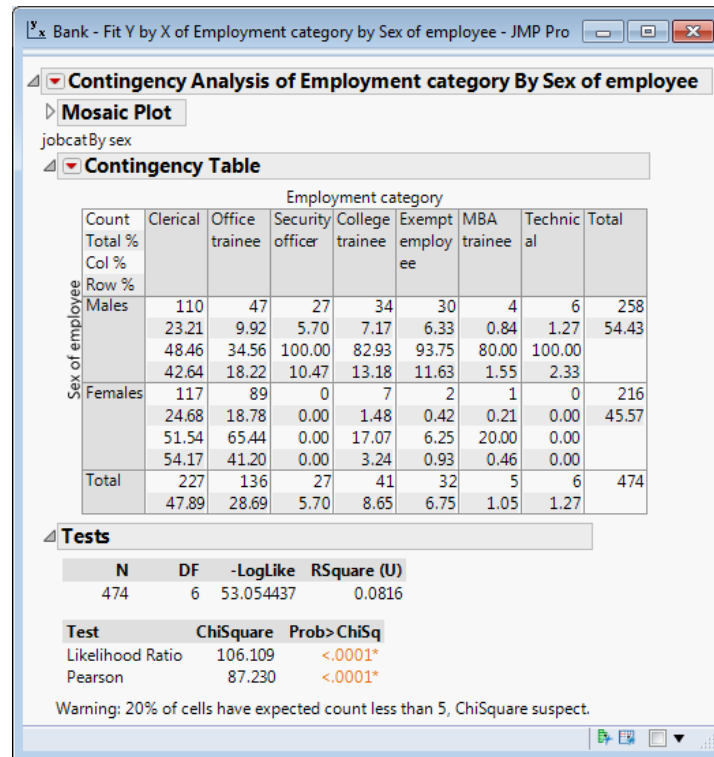 Bank - Fit Y by X of Employment category by Sex of employee - JMP Pro
Contingency Analysis of Employment category By Sex of employee
Mosaic Plot
jobcatBy sex
Contingency Table
Employment category
Sex of employee
Count Clerical Office Security College Exempt MBA Technic Total
Total % trainee officer trainee employ trainee al
Col % ee
Row %
Males 110 47 27 34 30 4 6 258
23.21 9.92 5.70 7.17 6.33 0.84 1.27 54.43
48.46 34.56 100.00 82.93 93.75 80.00 100.00
42.64 18.22 10.47 13.18 11.63 1.55 2.33
Females 117 89 0 7 2 1 0 216
24.68 18.78 0.00 1.48 0.42 0.21 0.00 45.57
51.54 65.44 0.00 17.07 6.25 20.00 0.00
54.17 41.20 0.00 3.24 0.93 0.46 0.00
Total 227 136 27 41 32 5 6 474
47.89 28.69 5.70 8.65 6.75 1.05 1.27
Tests
N DF -LogLike RSquare (U)
474 6 53.054437 0.0816
Test ChiSquare Prob>ChiSq
Likelihood Ratio 106.109 <.0001*
Pearson 87.230 <.0001*
Warning: 20% of cells have expected count less than 5, ChiSquare suspect.